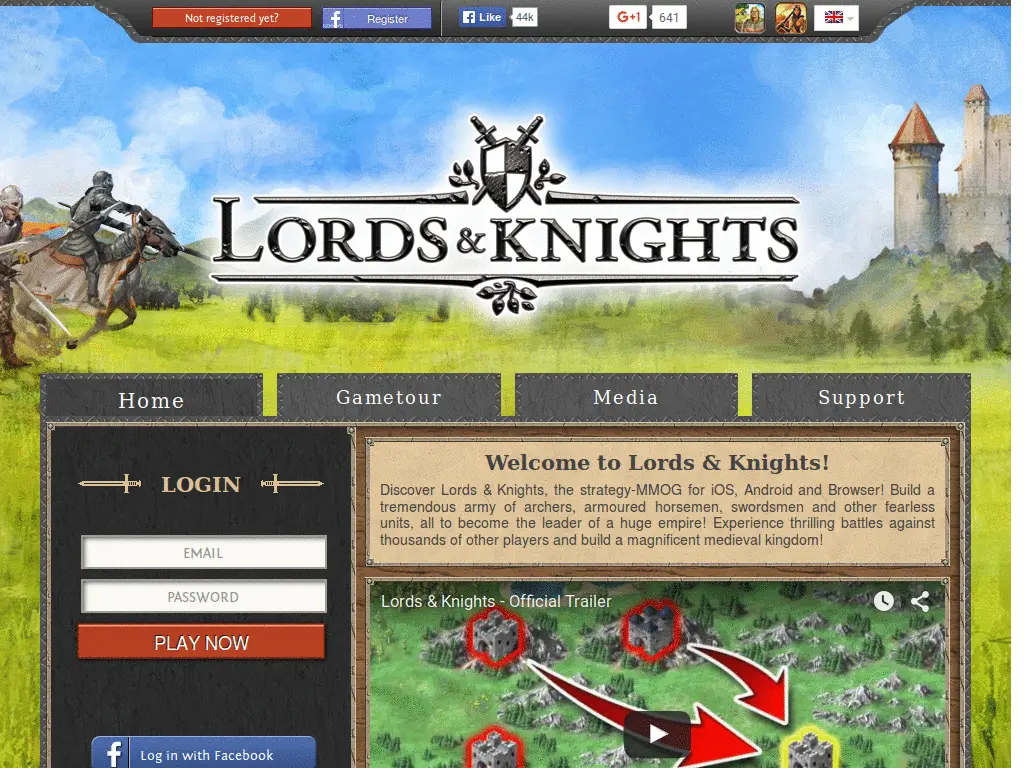 Not registered yet?
Register
Like
44k
G+1
641
LORDS & KNIGHTS
Home
Gametour
Media
Support
LOGIN
EMAIL
PASSWORD
PLAY NOW
Log in with Facebook
Welcome to Lords & Knights!
Discover Lords & Knights, the strategy-MMOG for iOS, Android and Browser! Build a
tremendous army of archers, armoured horsemen, swordsmen and other fearless
units, all to become the leader of a huge empire! Experience thrilling battles against
thousands of other players and build a magnificent medieval kingdom!
Lords & Knights - Official Trailer